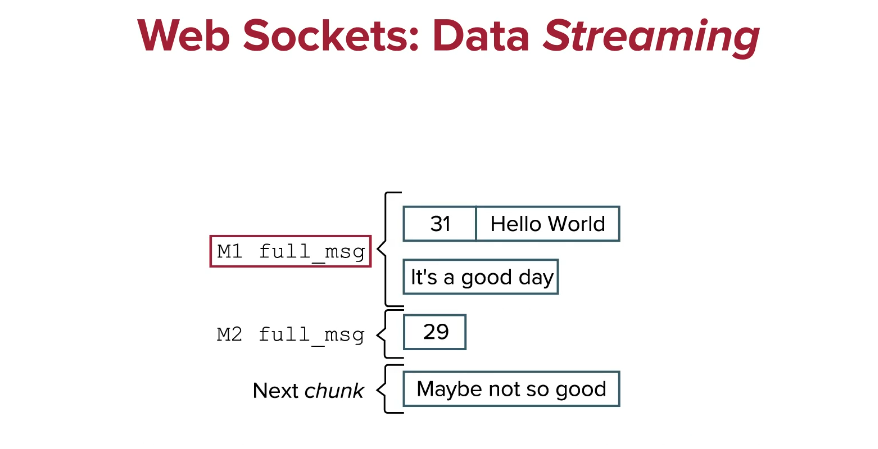 Web Sockets: Data Streaming
31 Hello World
M1 full_msg
It's a good day
M2 full_msg 29
Next chunk Maybe not so good